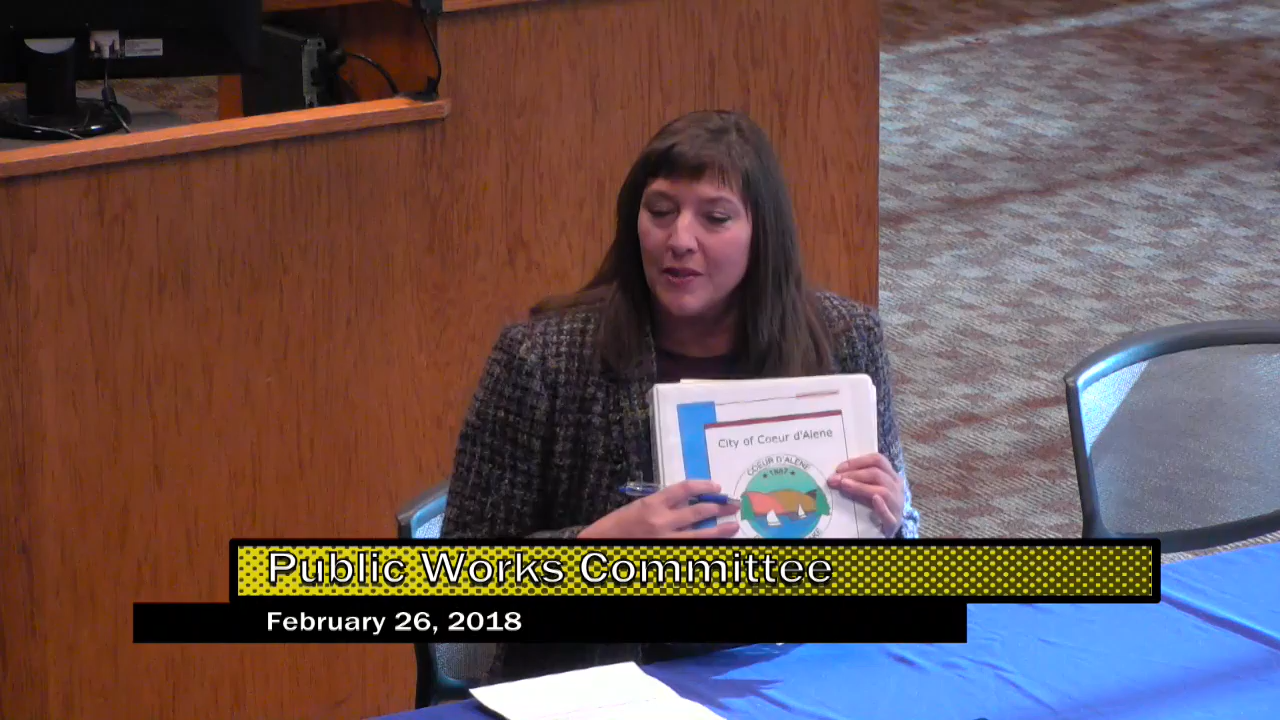 City of Coeur d'Alene
COEUR D'ALENE
1887
Public Works Committee
February 26, 2018